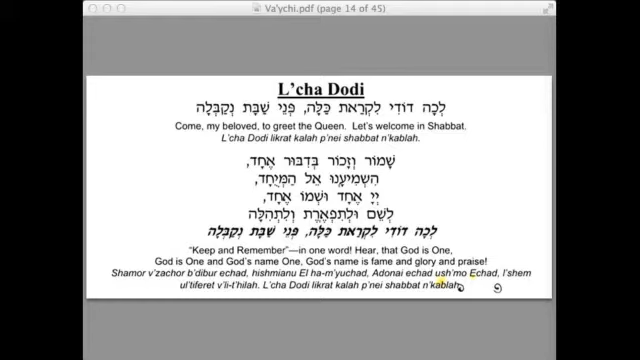 Va'ychi.pdf (page 14 of 45)
L'cha Dodi
לְכָה דוֹדִי לִקְרַאת כַּלָּה, פְּנֵי שַׁבָּת נְקַבְּלָה
Come, my beloved, to greet the Queen. Let's welcome in Shabbat.
L'cha Dodi likrat kalah p'nei shabbat n'kablah.
שָׁמוֹר וְזָכוֹר בְּדִבּוּר אֶחָד,
הִשְׁמִיעָנוּ אֵל הַמְּיֻחָד,
יְיָ אֶחָד וּשְׁמוֹ אֶחָד,
לְשֵׁם וּלְתִפְאֶרֶת וְלִתְהִלָּה
לְכָה דוֹדִי לִקְרַאת כַּלָּה, פְּנֵי שַׁבָּת נְקַבְּלָה
“Keep and Remember”—in one word! Hear, that God is One,
God is One and God's name One, God's name is fame and glory and praise!
Shamor v'zachor b'dibur echad, hishmianu El ha-m'yuchad, Adonai echad ush'mo Echad, l'shem
ul'tiferet v'li-t'hilah. L'cha Dodi likrat kalah p'nei shabbat n'kablah.